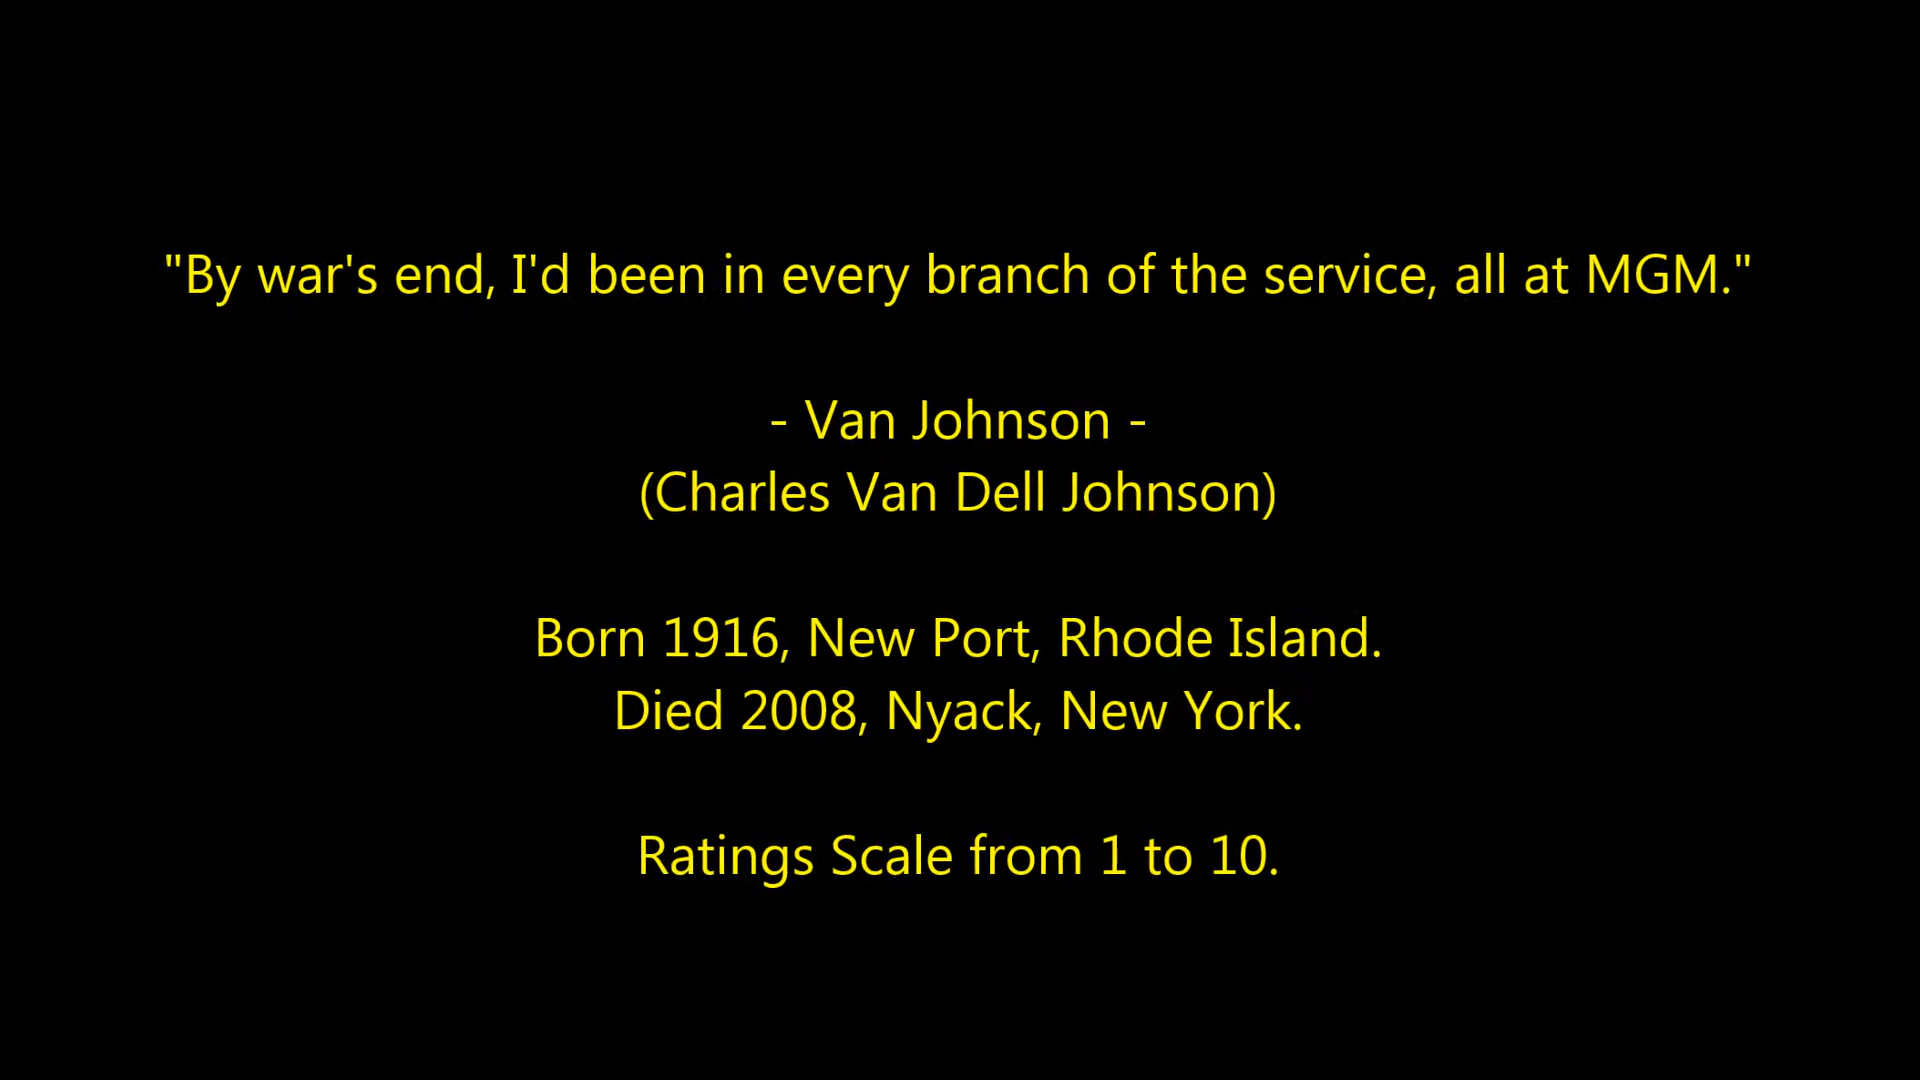 "By war's end, I'd been in every branch of the service, all at MGM."
- Van Johnson -
(Charles Van Dell Johnson)
Born 1916, New Port, Rhode Island.
Died 2008, Nyack, New York.
Ratings Scale from 1 to 10.